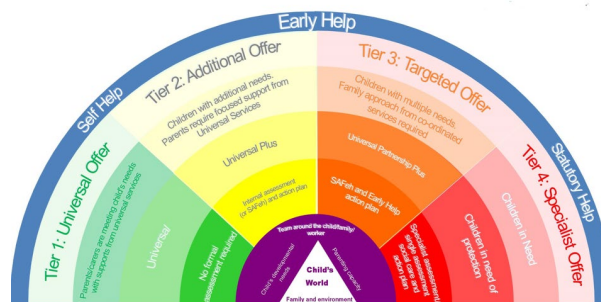 Early Help
Self Help
Statutory Help
Tier 1: Universal Offer
Parents/carers are meeting child's needs
with supports from universal services
Universal
No formal
assessment required
Tier 2: Additional Offer
Children with additional needs.
Parents require focused support from
Universal Services
Universal Plus
Internal assessment
(or SAFeh) and action plan
Tier 3: Targeted Offer
Children with multiple needs.
Family approach from co-ordinated
services required
Universal Partnership Plus
SAFeh and Early Help
action plan
Tier 4: Specialist Offer
Children in Need
Children in need of
protection
Specialist assessment,
single assessment
social care and
action plan
Team around the child/family/
worker
Child's developmental
needs
Parenting capacity
Child's
World
Family and environment